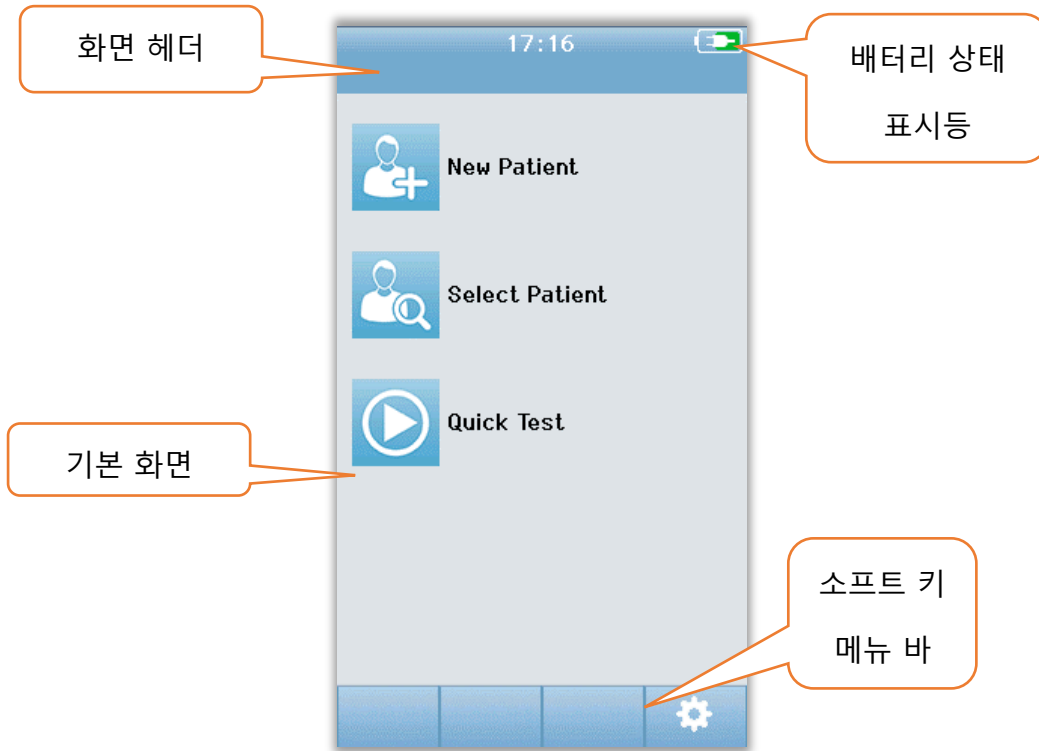 화면 헤더
17:16
배터리 상태
표시등
New Patient
Select Patient
Quick Test
기본 화면
소프트 키
메뉴 바